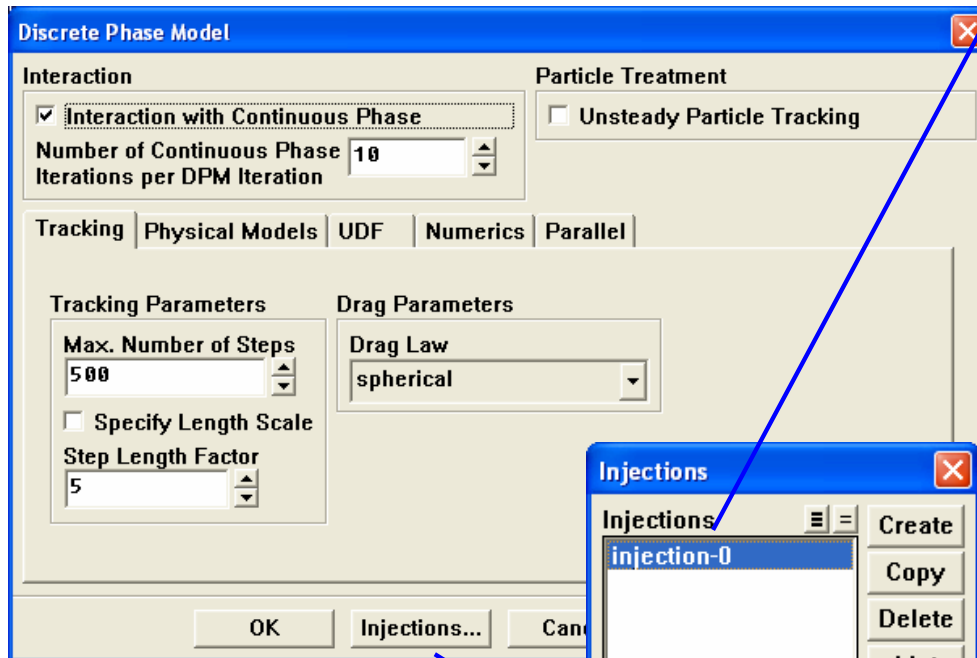 Discrete Phase Model
Interaction
Particle Treatment
Interaction with Continuous Phase
Unsteady Particle Tracking
Number of Continuous Phase
Iterations per DPM Iteration
10
Tracking Physical Models UDF Numerics Parallel
Tracking Parameters
Drag Parameters
Max. Number of Steps
500
Drag Law
spherical
Specify Length Scale
Step Length Factor
5
Injections
Injections
Create
injection-0
Copy
Delete
OK Injections...